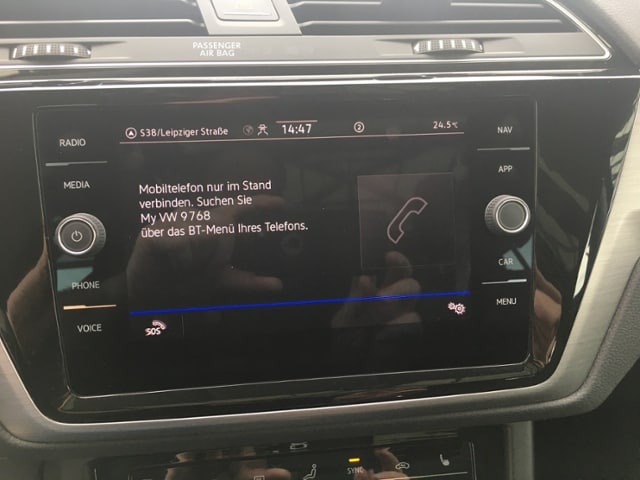 PASSENGER
AIR BAG
S38/Leipziger Straße 14:47 2 24.5°C
RADIO
MEDIA
PHONE
VOICE
NAV
APP
CAR
MENU
Mobiltelefon nur im Stand
verbinden. Suchen Sie
My VW 9768
über das BT-Menü Ihres Telefons.
SOS
SYNC